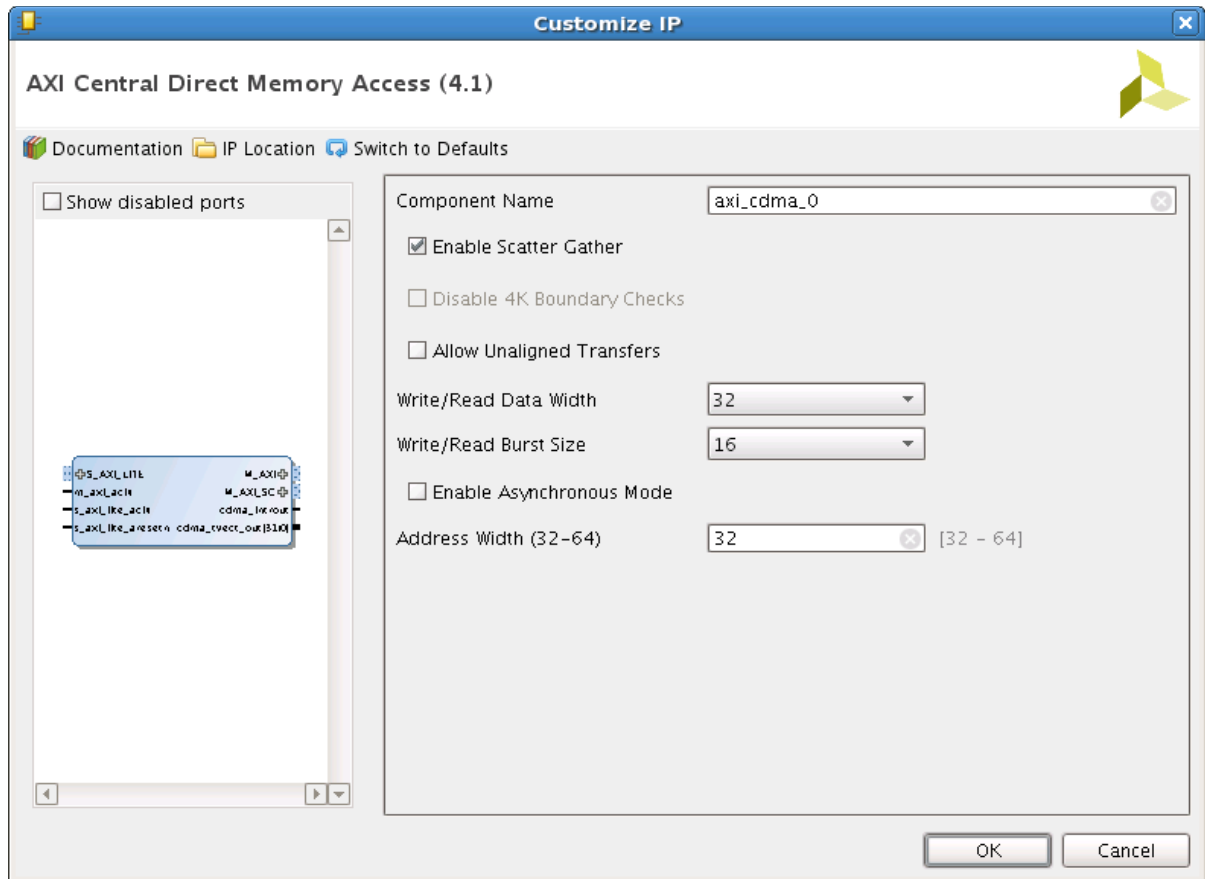 Customize IP
AXI Central Direct Memory Access (4.1)
Documentation IP Location Switch to Defaults
Show disabled ports
S_AXI_LITE
m_axi_aclk
s_axi_lite_aclk
s_axi_lite_aresetn
M_AXI
M_AXI_SG
cdma_introut
cdma_tvect_out[31:0]
Component Name axi_cdma_0
Enable Scatter Gather
Disable 4K Boundary Checks
Allow Unaligned Transfers
Write/Read Data Width 32
Write/Read Burst Size 16
Enable Asynchronous Mode
Address Width (32-64) 32 [32 - 64]
OK Cancel